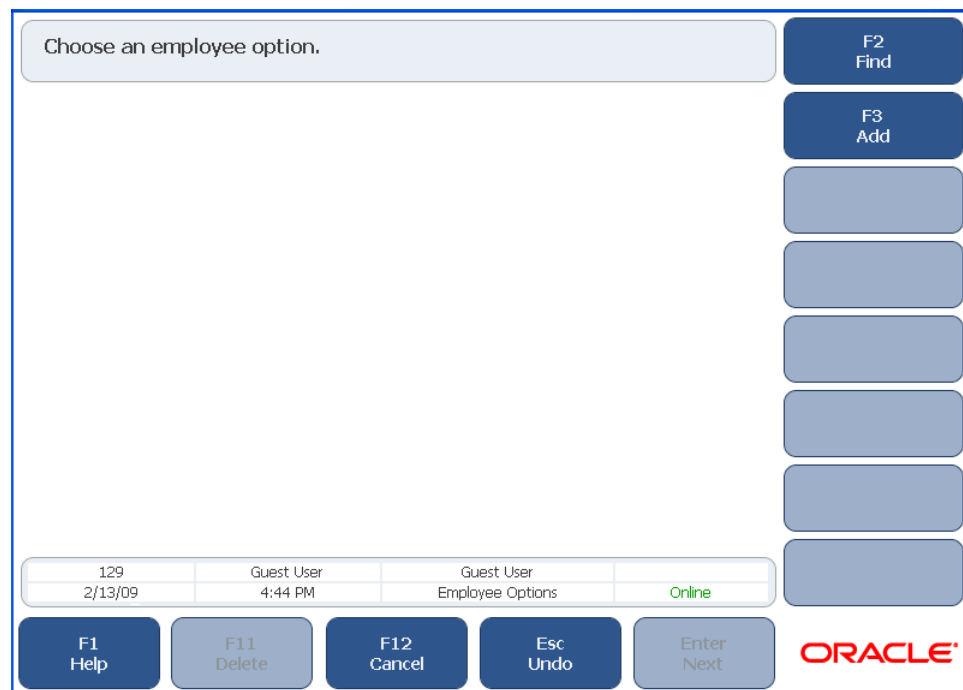 Choose an employee option.
F2
Find
F3
Add
129 Guest User Guest User
2/13/09 4:44 PM Employee Options Online
F1
Help
F11
Delete
F12
Cancel
Esc
Undo
Enter
Next
ORACLE